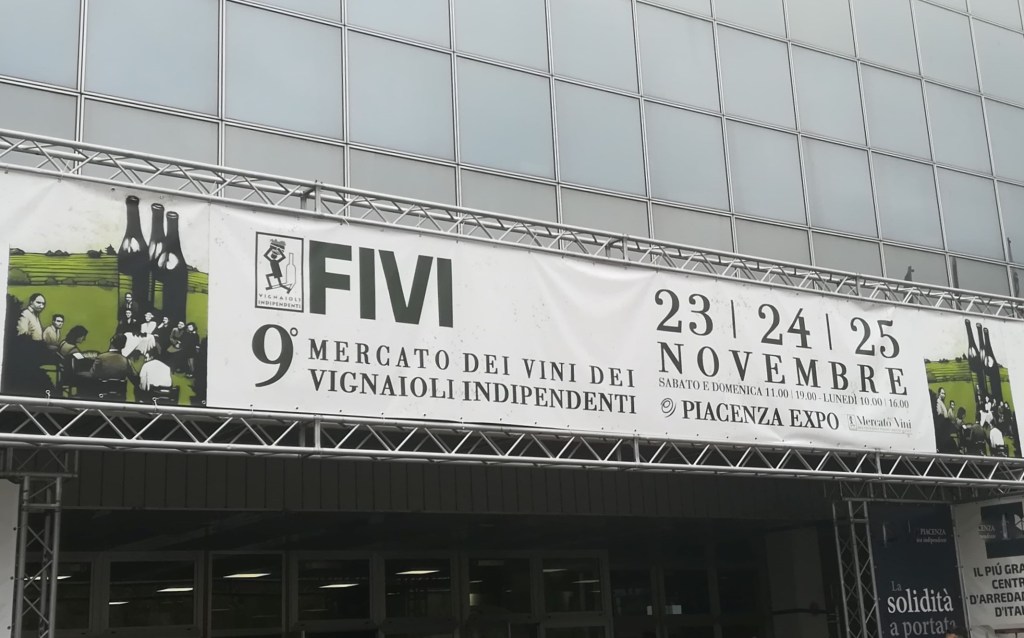 FIVI
VIGNAIOLI
INDIPENDENTI
9° MERCATO DEI VINI DEI
VIGNAIOLI INDIPENDENTI
23 | 24 | 25
NOVEMBRE
SABATO E DOMENICA 11.00 | 19.00 - LUNEDÌ 10.00 | 16.00
PIACENZA EXPO
Mercato Vini
PIACENZA
La
solidità
a portata
IL PIÚ GRA
CENTR
D'ARREDA
D'ITA